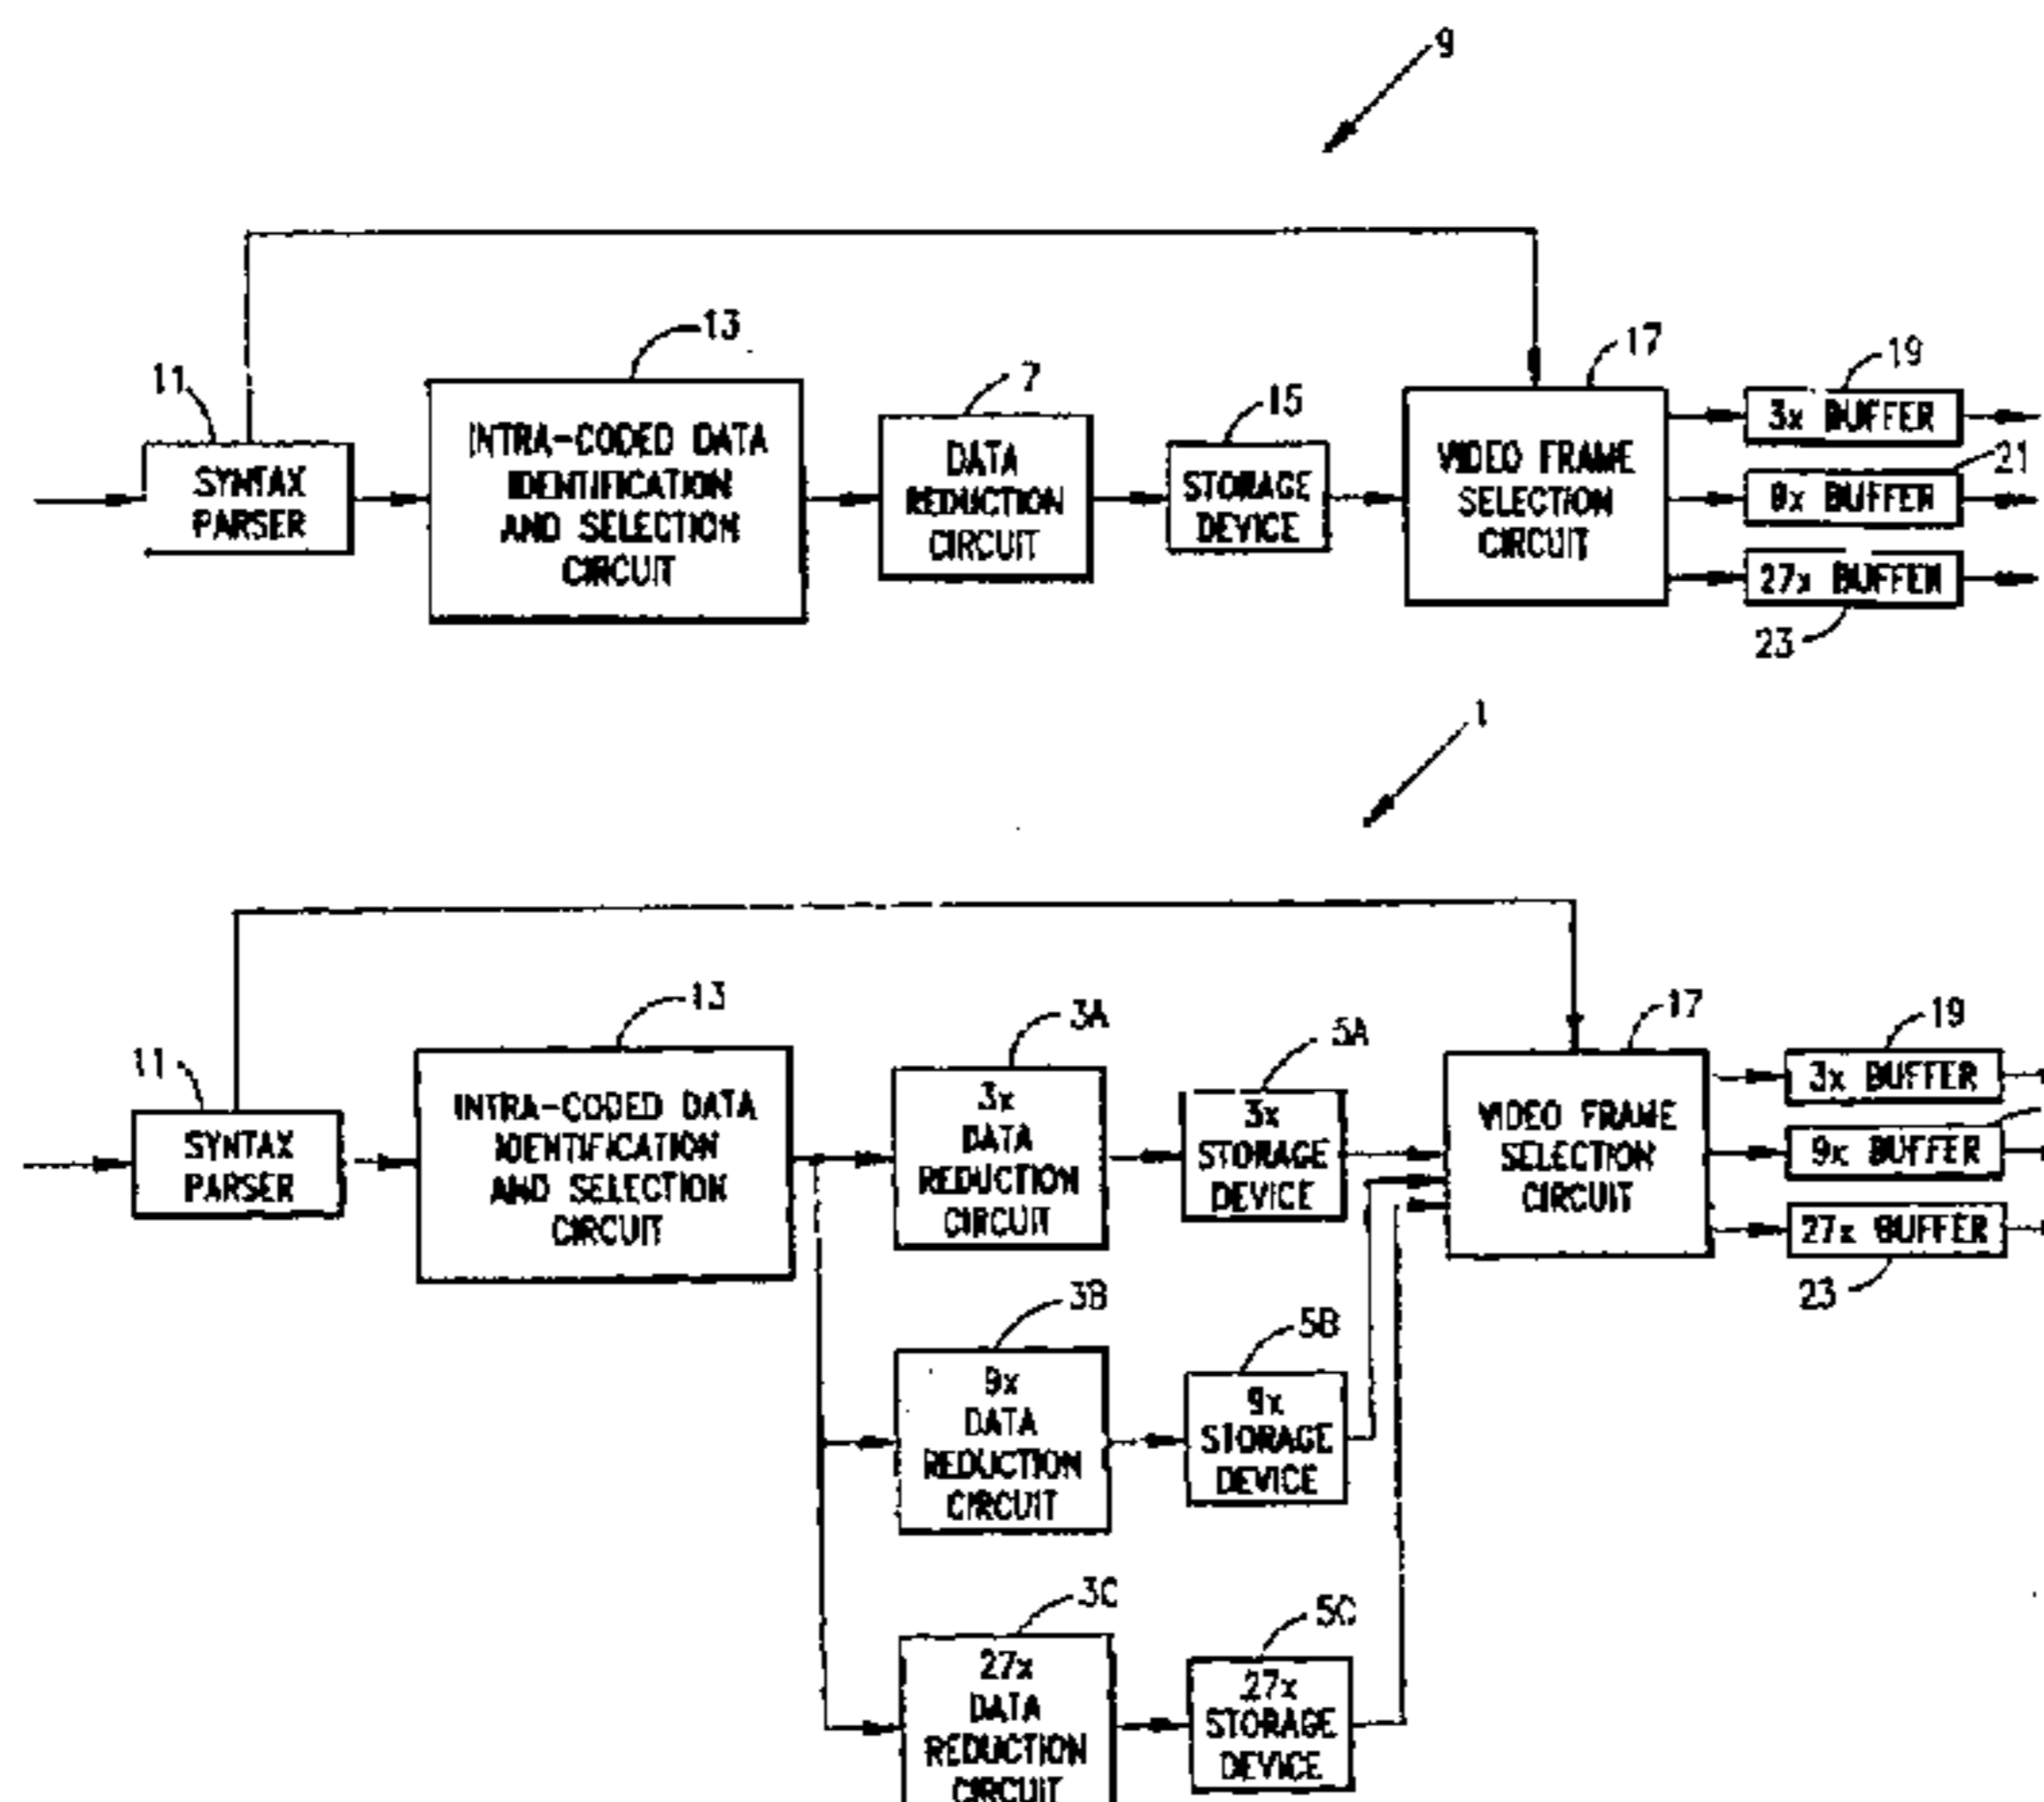 9
13
11
7
15
17
19
21
23
SYNTAX
PARSER
INTRA-CODED DATA
IDENTIFICATION
AND SELECTION
CIRCUIT
DATA
REDUCTION
CIRCUIT
STORAGE
DEVICE
VIDEO FRAME
SELECTION
CIRCUIT
3x BUFFER
9x BUFFER
27x BUFFER
1
13
11
3A
5A
17
19
23
SYNTAX
PARSER
INTRA-CODED DATA
IDENTIFICATION
AND SELECTION
CIRCUIT
3x
DATA
REDUCTION
CIRCUIT
3x
STORAGE
DEVICE
VIDEO FRAME
SELECTION
CIRCUIT
3x BUFFER
9x BUFFER
27x BUFFER
3B
5B
9x
DATA
REDUCTION
CIRCUIT
9x
STORAGE
DEVICE
3C
5C
27x
DATA
REDUCTION
CIRCUIT
27x
STORAGE
DEVICE